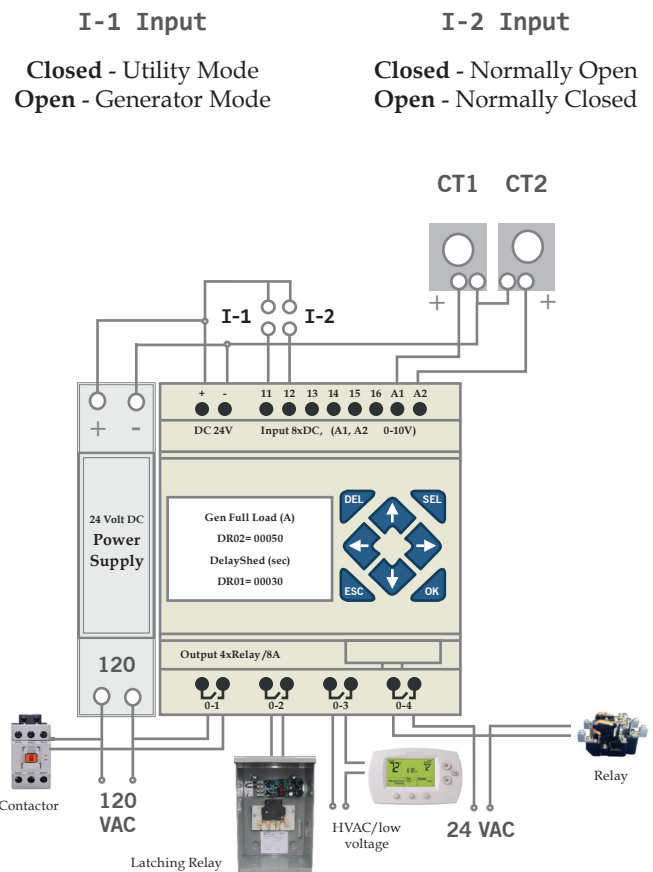 I-1 Input
Closed - Utility Mode
Open - Generator Mode
I-2 Input
Closed - Normally Open
Open - Normally Closed
CT1 CT2
+ +
I-1 I-2
+ -
24 Volt DC
Power
Supply
120
+ - 11 12 13 14 15 16 A1 A2
DC 24V Input 8xDC, (A1, A2 0-10V)
Gen Full Load (A)
DR02= 00050
DelayShed (sec)
DR01= 00030
DEL SEL
ESC OK
Output 4xRelay/8A
0-1 0-2 0-3 0-4
Contactor
120
VAC
Latching Relay
HVAC/low
voltage
24 VAC
Relay